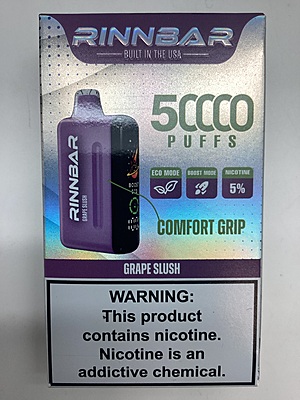 RINNBAR
BUILT IN THE USA
50000
PUFFS
RINNBAR
GRAPE SLUSH
ECO MODE
BOOST MODE
NICOTINE
5%
COMFORT GRIP
GRAPE SLUSH
WARNING:
This product
contains nicotine.
Nicotine is an
addictive chemical.